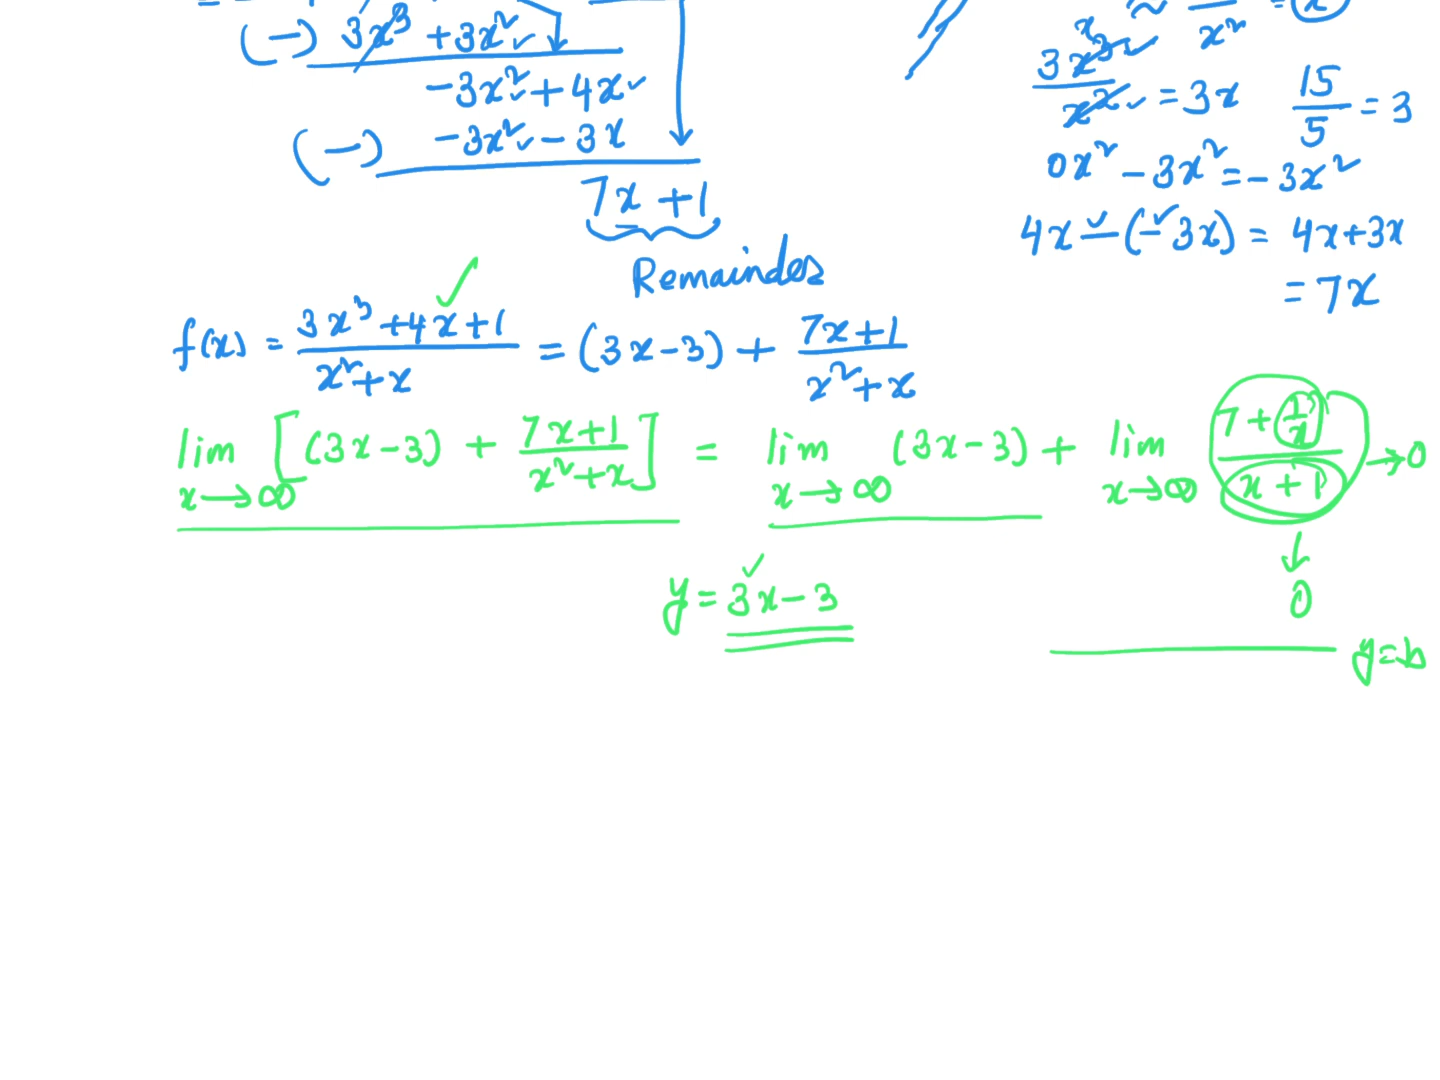 (-) 3x³ + 3x²
-3x² + 4x
(-) -3x² - 3x
7x + 1
Remainder
x²
3x³/x² = 3x 15/5 = 3
0x² - 3x² = -3x²
4x - (-3x) = 4x+3x
= 7x
f(x) = (3x³+4x+1)/(x²+x) = (3x-3) + (7x+1)/(x²+x)
lim x→∞ [(3x-3) + (7x+1)/(x²+x)] = lim x→∞ (3x-3) + lim x→∞ (7+(1/x))/(x+1) → 0
↓
0
y = 3x-3
y=b